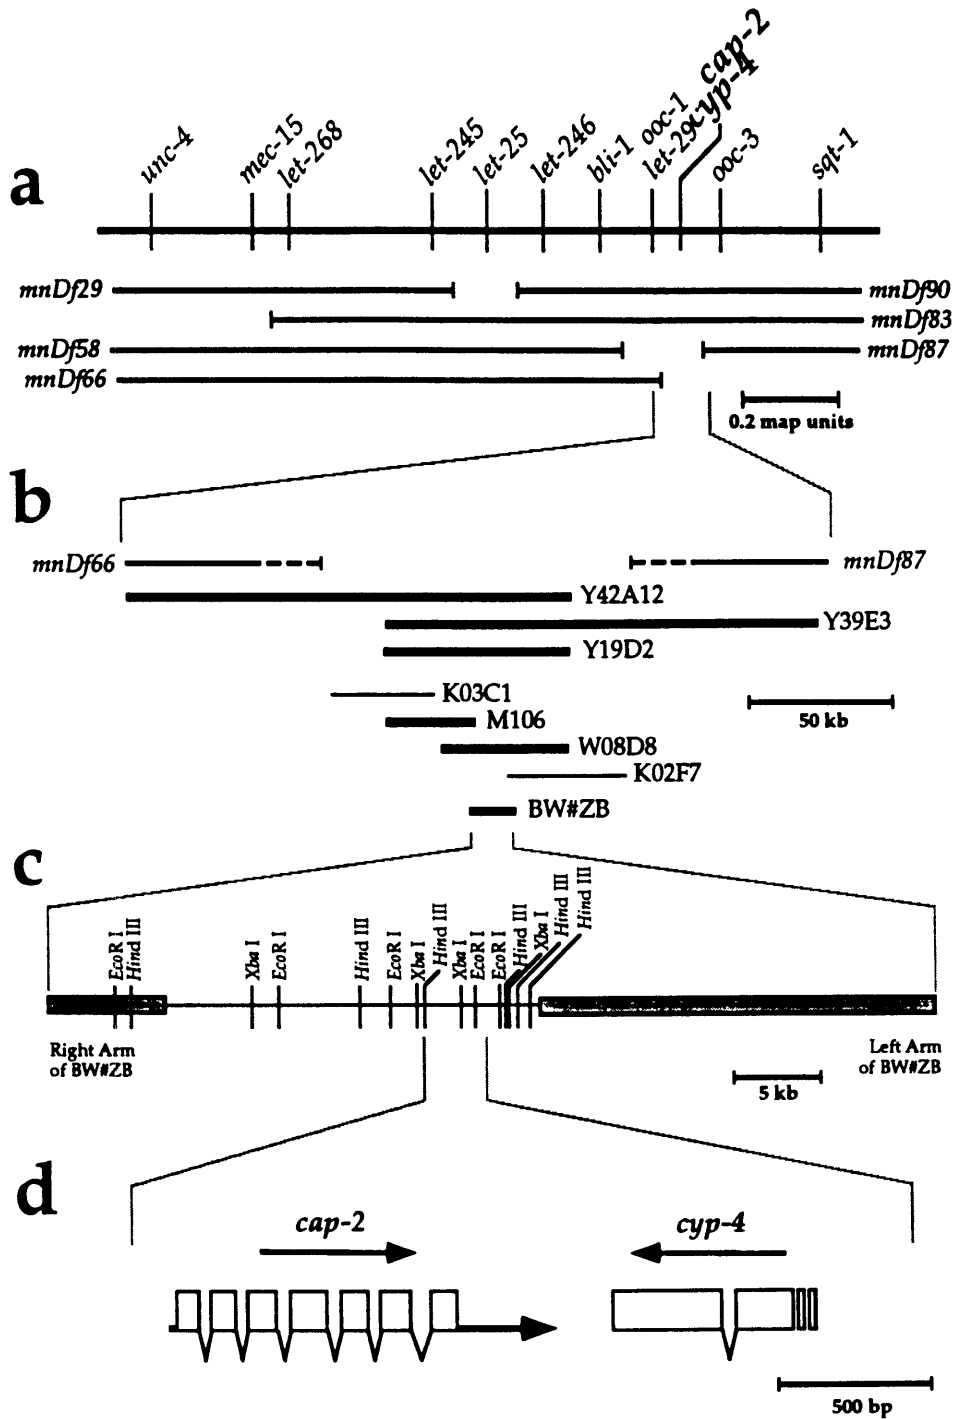 a
unc-4
mec-15
let-268
let-245
let-25
let-246
bli-1
ooc-1
let-29
cyp-4
cap-2
ooc-3
sqt-1
mnDf29
mnDf90
mnDf83
mnDf58
mnDf87
mnDf66
0.2 map units
b
mnDf66
mnDf87
Y42A12
Y39E3
Y19D2
K03C1
50 kb
M106
W08D8
K02F7
BW#ZB
c
EcoR I
Hind III
Xba I
EcoR I
Hind III
EcoR I
Xba I
Hind III
Xba I
EcoR I
EcoR I
Hind III
Xba I
Hind III
Hind III
Right Arm
of BW#ZB
Left Arm
of BW#ZB
5 kb
d
cap-2
cyp-4
500 bp